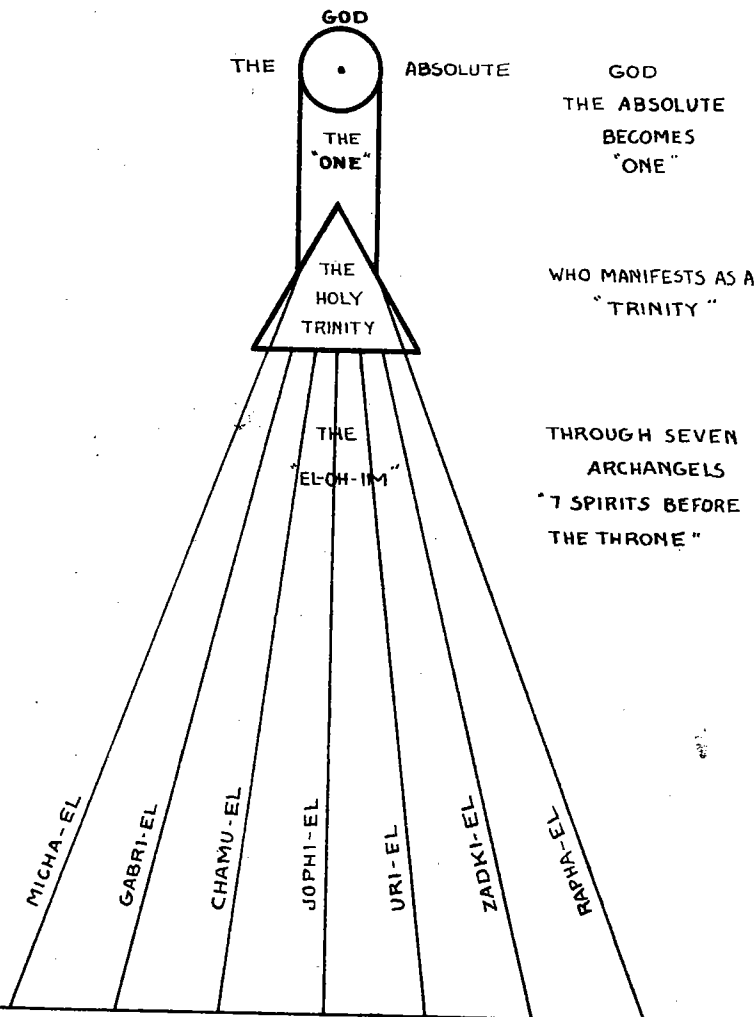 GOD
THE ABSOLUTE
THE
"ONE"
GOD
THE ABSOLUTE
BECOMES
"ONE"
THE
HOLY
TRINITY
WHO MANIFESTS AS A
"TRINITY"
THE
"EL-OH-IM"
THROUGH SEVEN
ARCHANGELS
"7 SPIRITS BEFORE
THE THRONE"
MICHA-EL
GABRI-EL
CHAMU-EL
JOPHI-EL
URI-EL
ZADKI-EL
RAPHA-EL